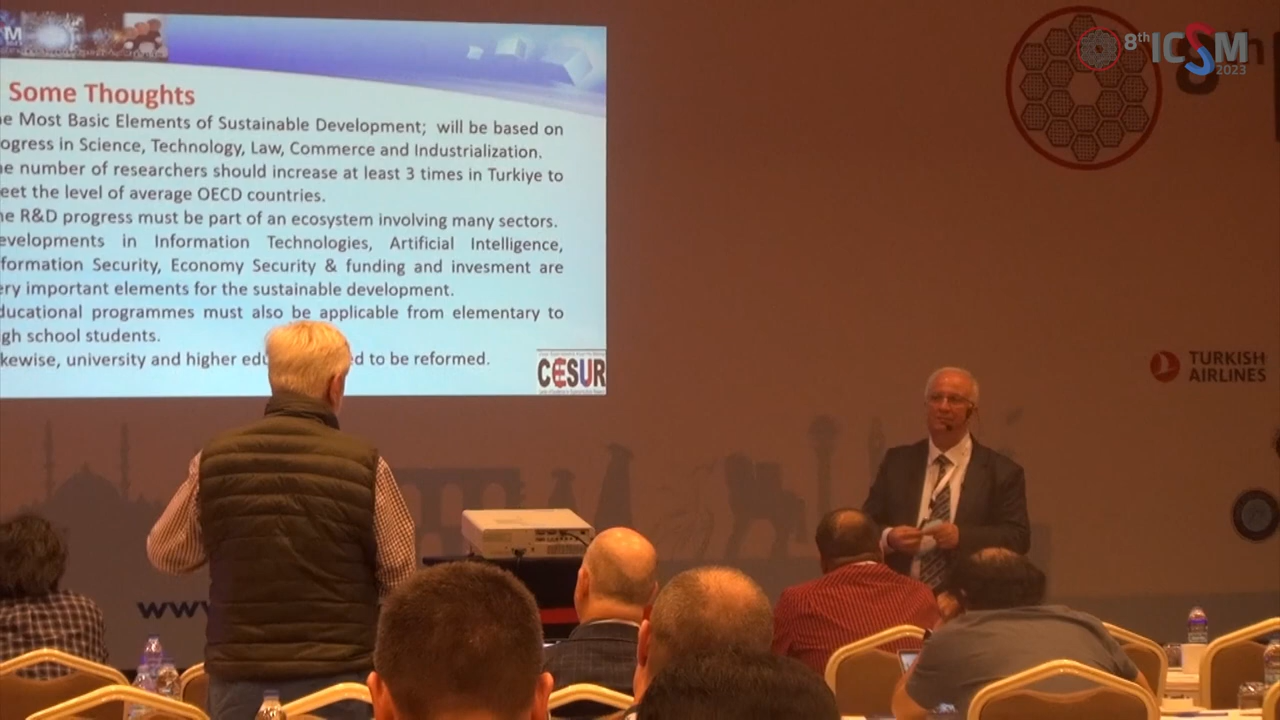 M
8th ICSM
2023
Some Thoughts
e Most Basic Elements of Sustainable Development; will be based on
ogress in Science, Technology, Law, Commerce and Industrialization.
e number of researchers should increase at least 3 times in Turkiye to
eet the level of average OECD countries.
e R&D progress must be part of an ecosystem involving many sectors.
evelopments in Information Technologies, Artificial Intelligence,
formation Security, Economy Security & funding and invesment are
ry important elements for the sustainable development.
ducational programmes must also be applicable from elementary to
gh school students.
kewise, university and higher edu d to be reformed.
CESUR
TURKISH
AIRLINES
www